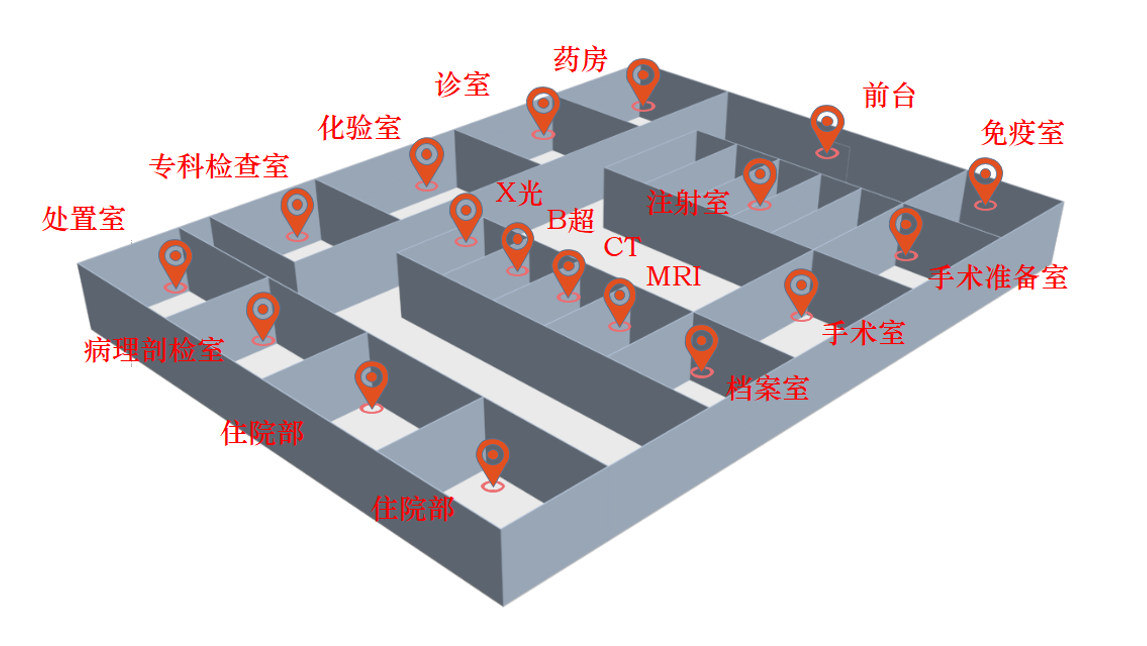 药房
诊室
前台
化验室
免疫室
专科检查室
X光
注射室
处置室
B超
CT
MRI
手术准备室
手术室
病理剖检室
档案室
住院部
住院部